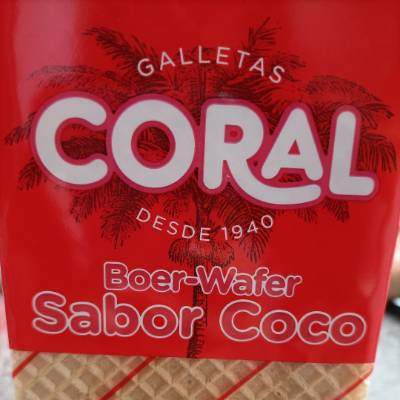 GALLETAS
CORAL
DESDE 1940
Boer-Wafer
Sabor Coco